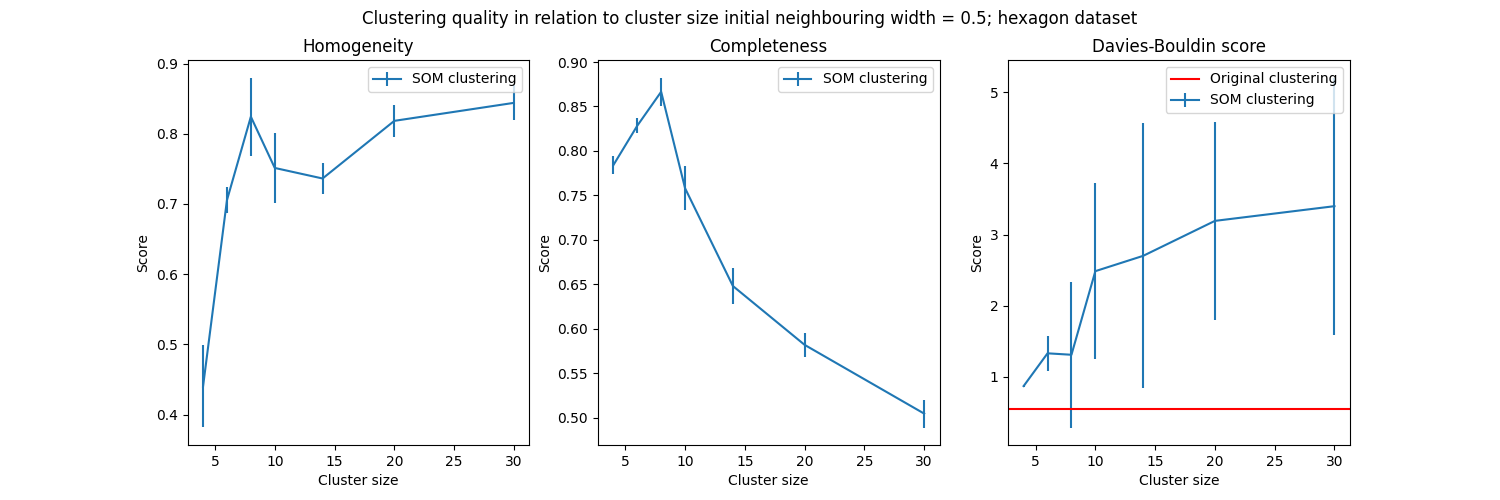 Clustering quality in relation to cluster size initial neighbouring width = 0.5; hexagon dataset
Homogeneity
SOM clustering
0.9
0.8
0.7
0.6
0.5
0.4
Score
5 10 15 20 25 30
Cluster size
Completeness
SOM clustering
0.90
0.85
0.80
0.75
0.70
0.65
0.60
0.55
0.50
Score
5 10 15 20 25 30
Cluster size
Davies-Bouldin score
Original clustering
SOM clustering
5
4
3
2
1
Score
5 10 15 20 25 30
Cluster size